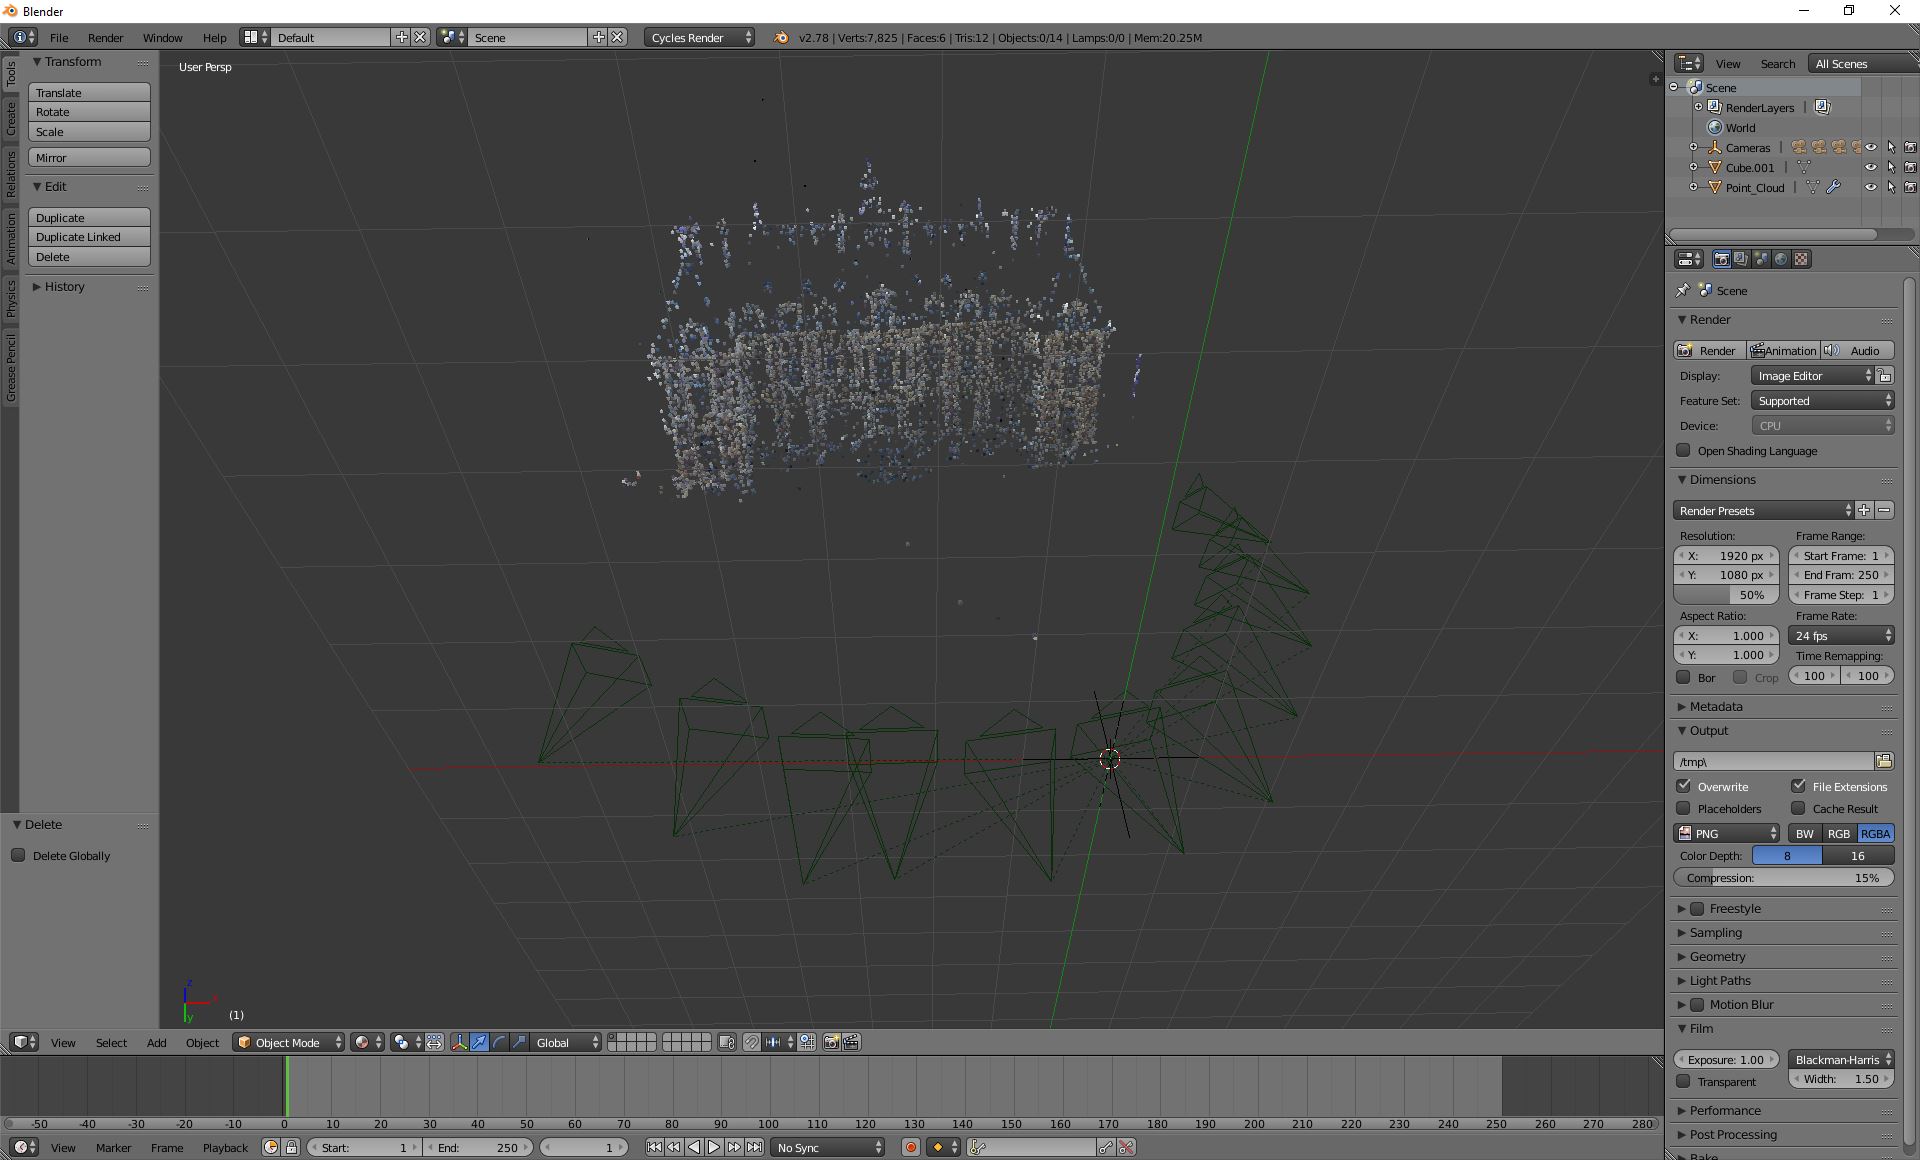 Blender
File Render Window Help Default Scene Cycles Render v2.78 | Verts:7,825 | Faces:6 | Tris:12 | Objects:0/14 | Lamps:0/0 | Mem:20.25M
Tools
Create
Relations
Animation
Physics
Grease Pencil
Transform
Translate
Rotate
Scale
Mirror
Edit
Duplicate
Duplicate Linked
Delete
History
Delete
Delete Globally
User Persp
z
x
y
(1)
View Select Add Object Object Mode Global
-50 -40 -30 -20 -10 0 10 20 30 40 50 60 70 80 90 100 110 120 130 140 150 160 170 180 190 200 210 220 230 240 250 260 270 280
View Marker Frame Playback Start: 1 End: 250 1 No Sync
View Search All Scenes
Scene
RenderLayers |
World
Cameras |
Cube.001 |
Point_Cloud |
Scene
Render
Render Animation Audio
Display: Image Editor
Feature Set: Supported
Device: CPU
Open Shading Language
Dimensions
Render Presets
Resolution: Frame Range:
X: 1920 px Start Frame: 1
Y: 1080 px End Fram: 250
50% Frame Step: 1
Aspect Ratio: Frame Rate:
X: 1.000 24 fps
Y: 1.000 Time Remapping:
Bor Crop 100 100
Metadata
Output
/tmp\
Overwrite File Extensions
Placeholders Cache Result
PNG BW RGB RGBA
Color Depth: 8 16
Compression: 15%
Freestyle
Sampling
Geometry
Light Paths
Motion Blur
Film
Exposure: 1.00 Blackman-Harris
Transparent Width: 1.50
Performance
Post Processing
Bake